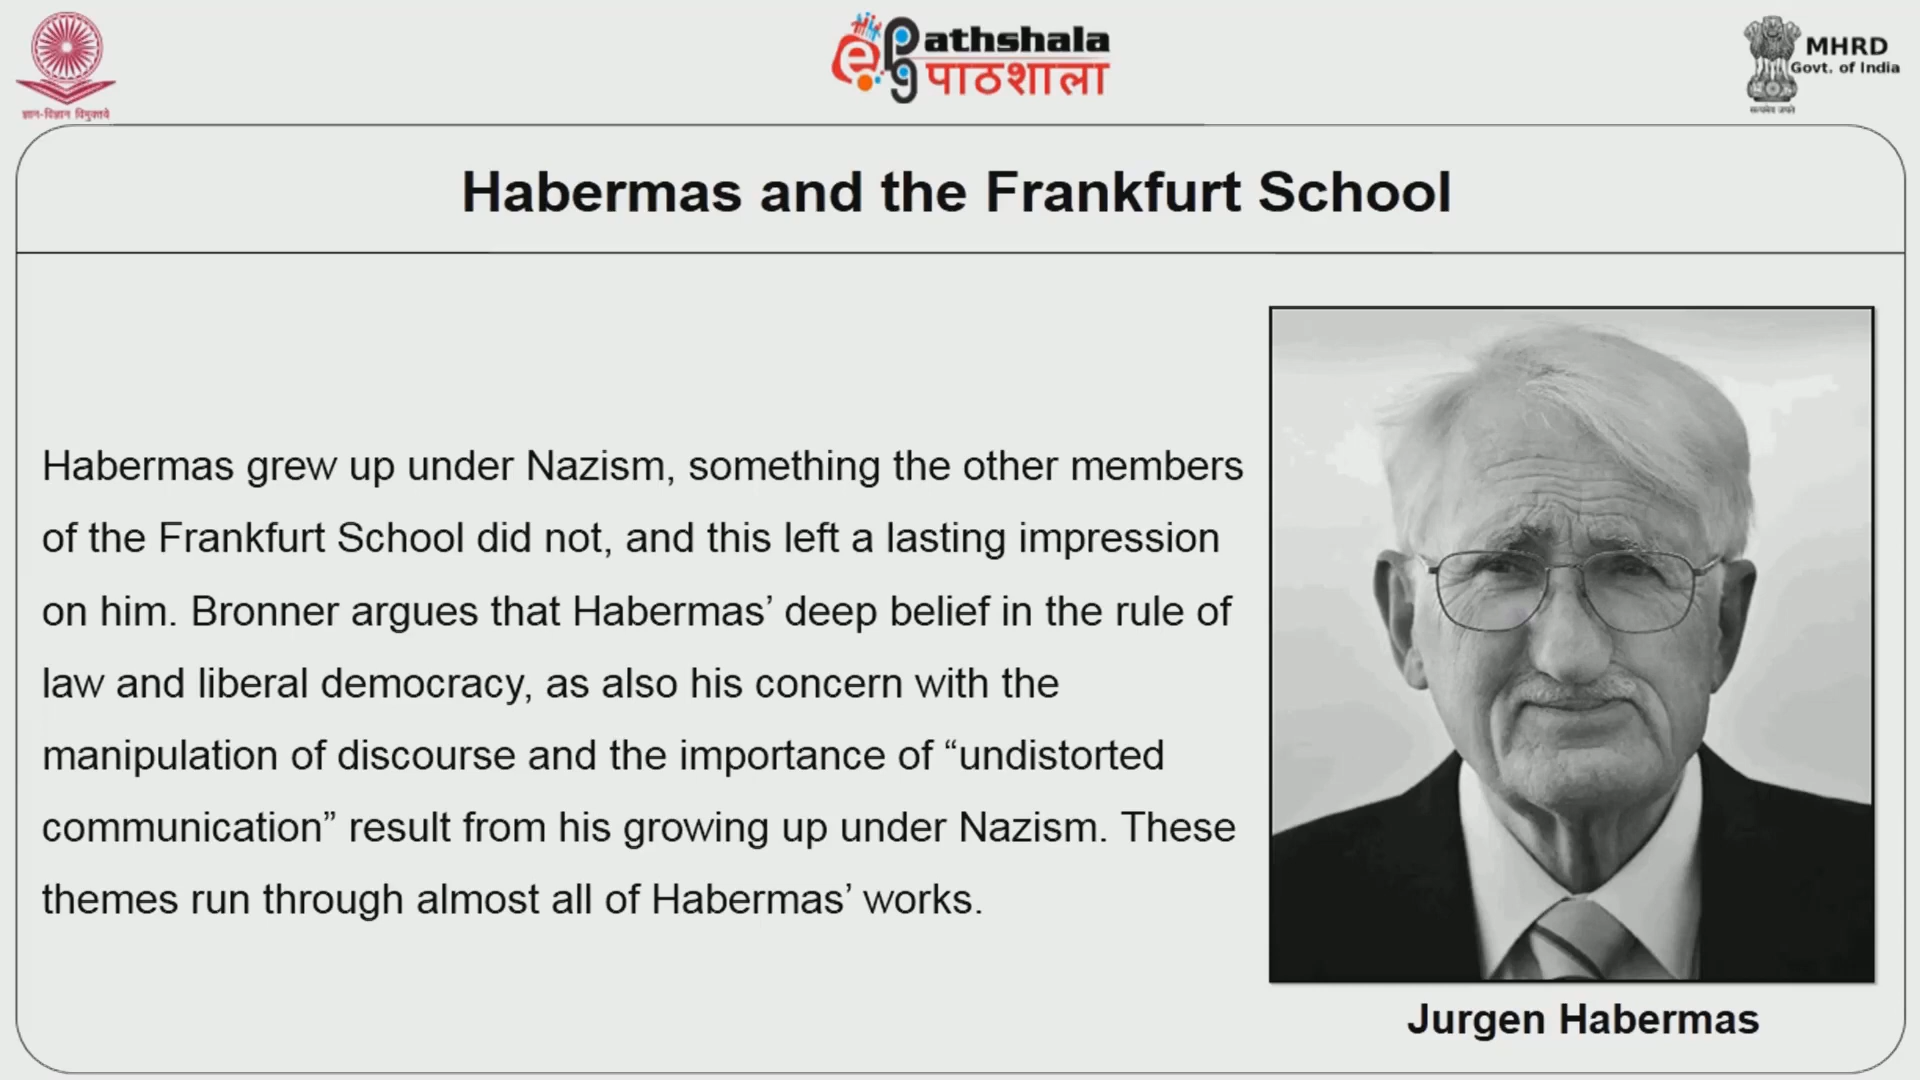 ज्ञान-विज्ञान विमुक्तये
e Pathshala
pg पाठशाला
MHRD
Govt. of India
सत्यमेव जयते
Habermas and the Frankfurt School
Habermas grew up under Nazism, something the other members
of the Frankfurt School did not, and this left a lasting impression
on him. Bronner argues that Habermas’ deep belief in the rule of
law and liberal democracy, as also his concern with the
manipulation of discourse and the importance of “undistorted
communication” result from his growing up under Nazism. These
themes run through almost all of Habermas’ works.
Jurgen Habermas